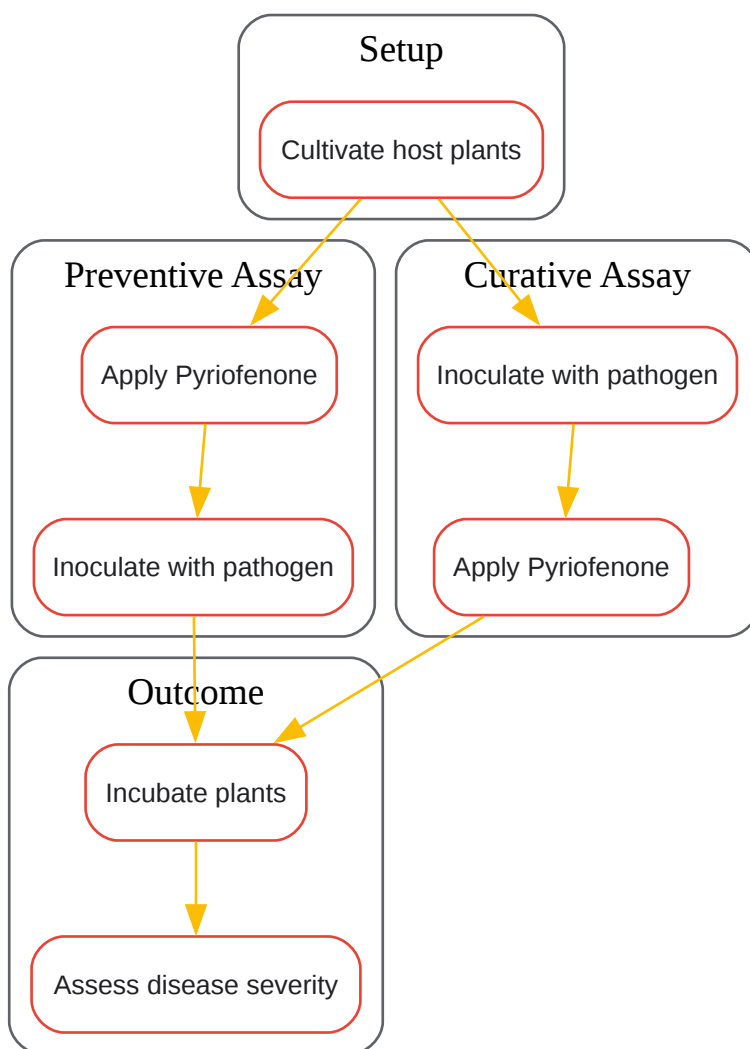 Setup
Cultivate host plants
Preventive Assay
Apply Pyriofenone
Inoculate with pathogen
Curative Assay
Inoculate with pathogen
Apply Pyriofenone
Outcome
Incubate plants
Assess disease severity